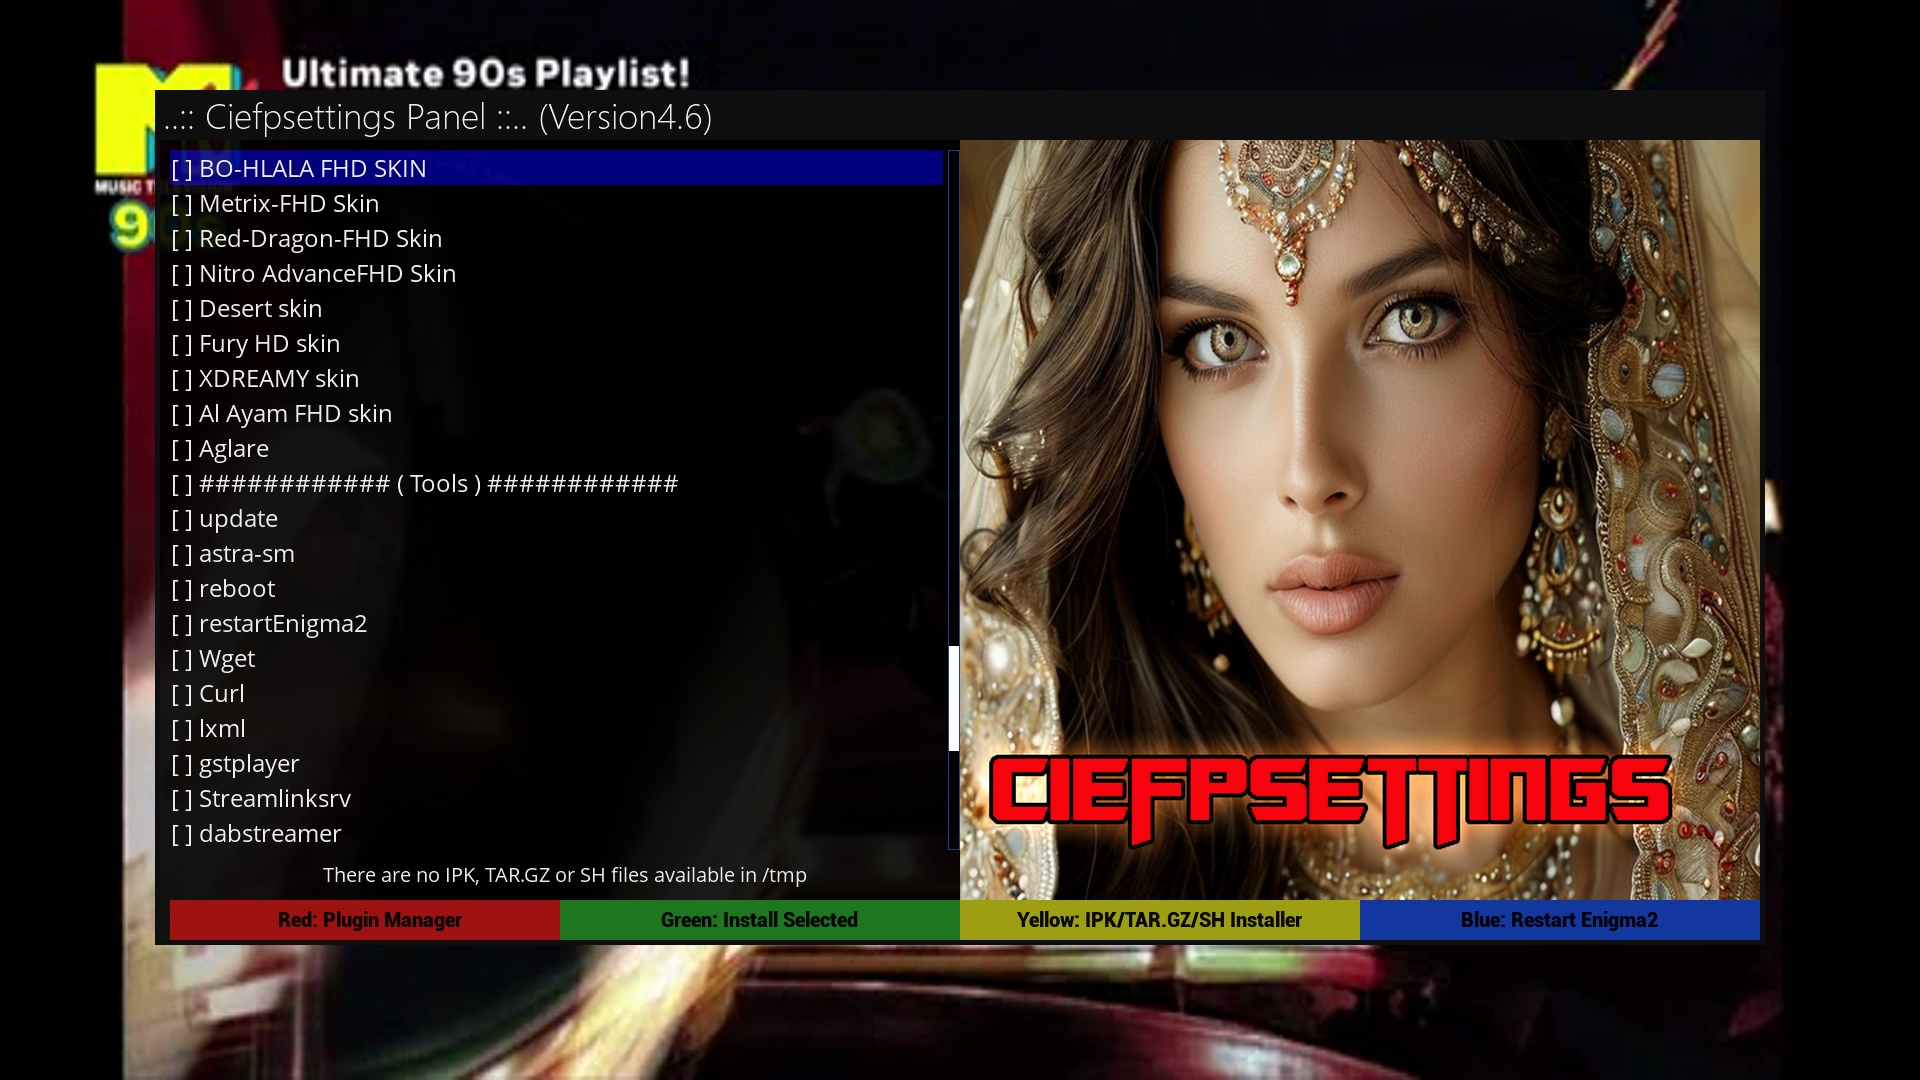 Ultimate 90s Playlist!
..:: Ciefpsettings Panel ::.. (Version4.6)
MUSIC T
9
[ ] BO-HLALA FHD SKIN
[ ] Metrix-FHD Skin
[ ] Red-Dragon-FHD Skin
[ ] Nitro AdvanceFHD Skin
[ ] Desert skin
[ ] Fury HD skin
[ ] XDREAMY skin
[ ] Al Ayam FHD skin
[ ] Aglare
[ ] ############ ( Tools ) ############
[ ] update
[ ] astra-sm
[ ] reboot
[ ] restartEnigma2
[ ] Wget
[ ] Curl
[ ] lxml
[ ] gstplayer
[ ] Streamlinksrv
[ ] dabstreamer
There are no IPK, TAR.GZ or SH files available in /tmp
CIEFPSETTINGS
Red: Plugin Manager
Green: Install Selected
Yellow: IPK/TAR.GZ/SH Installer
Blue: Restart Enigma2